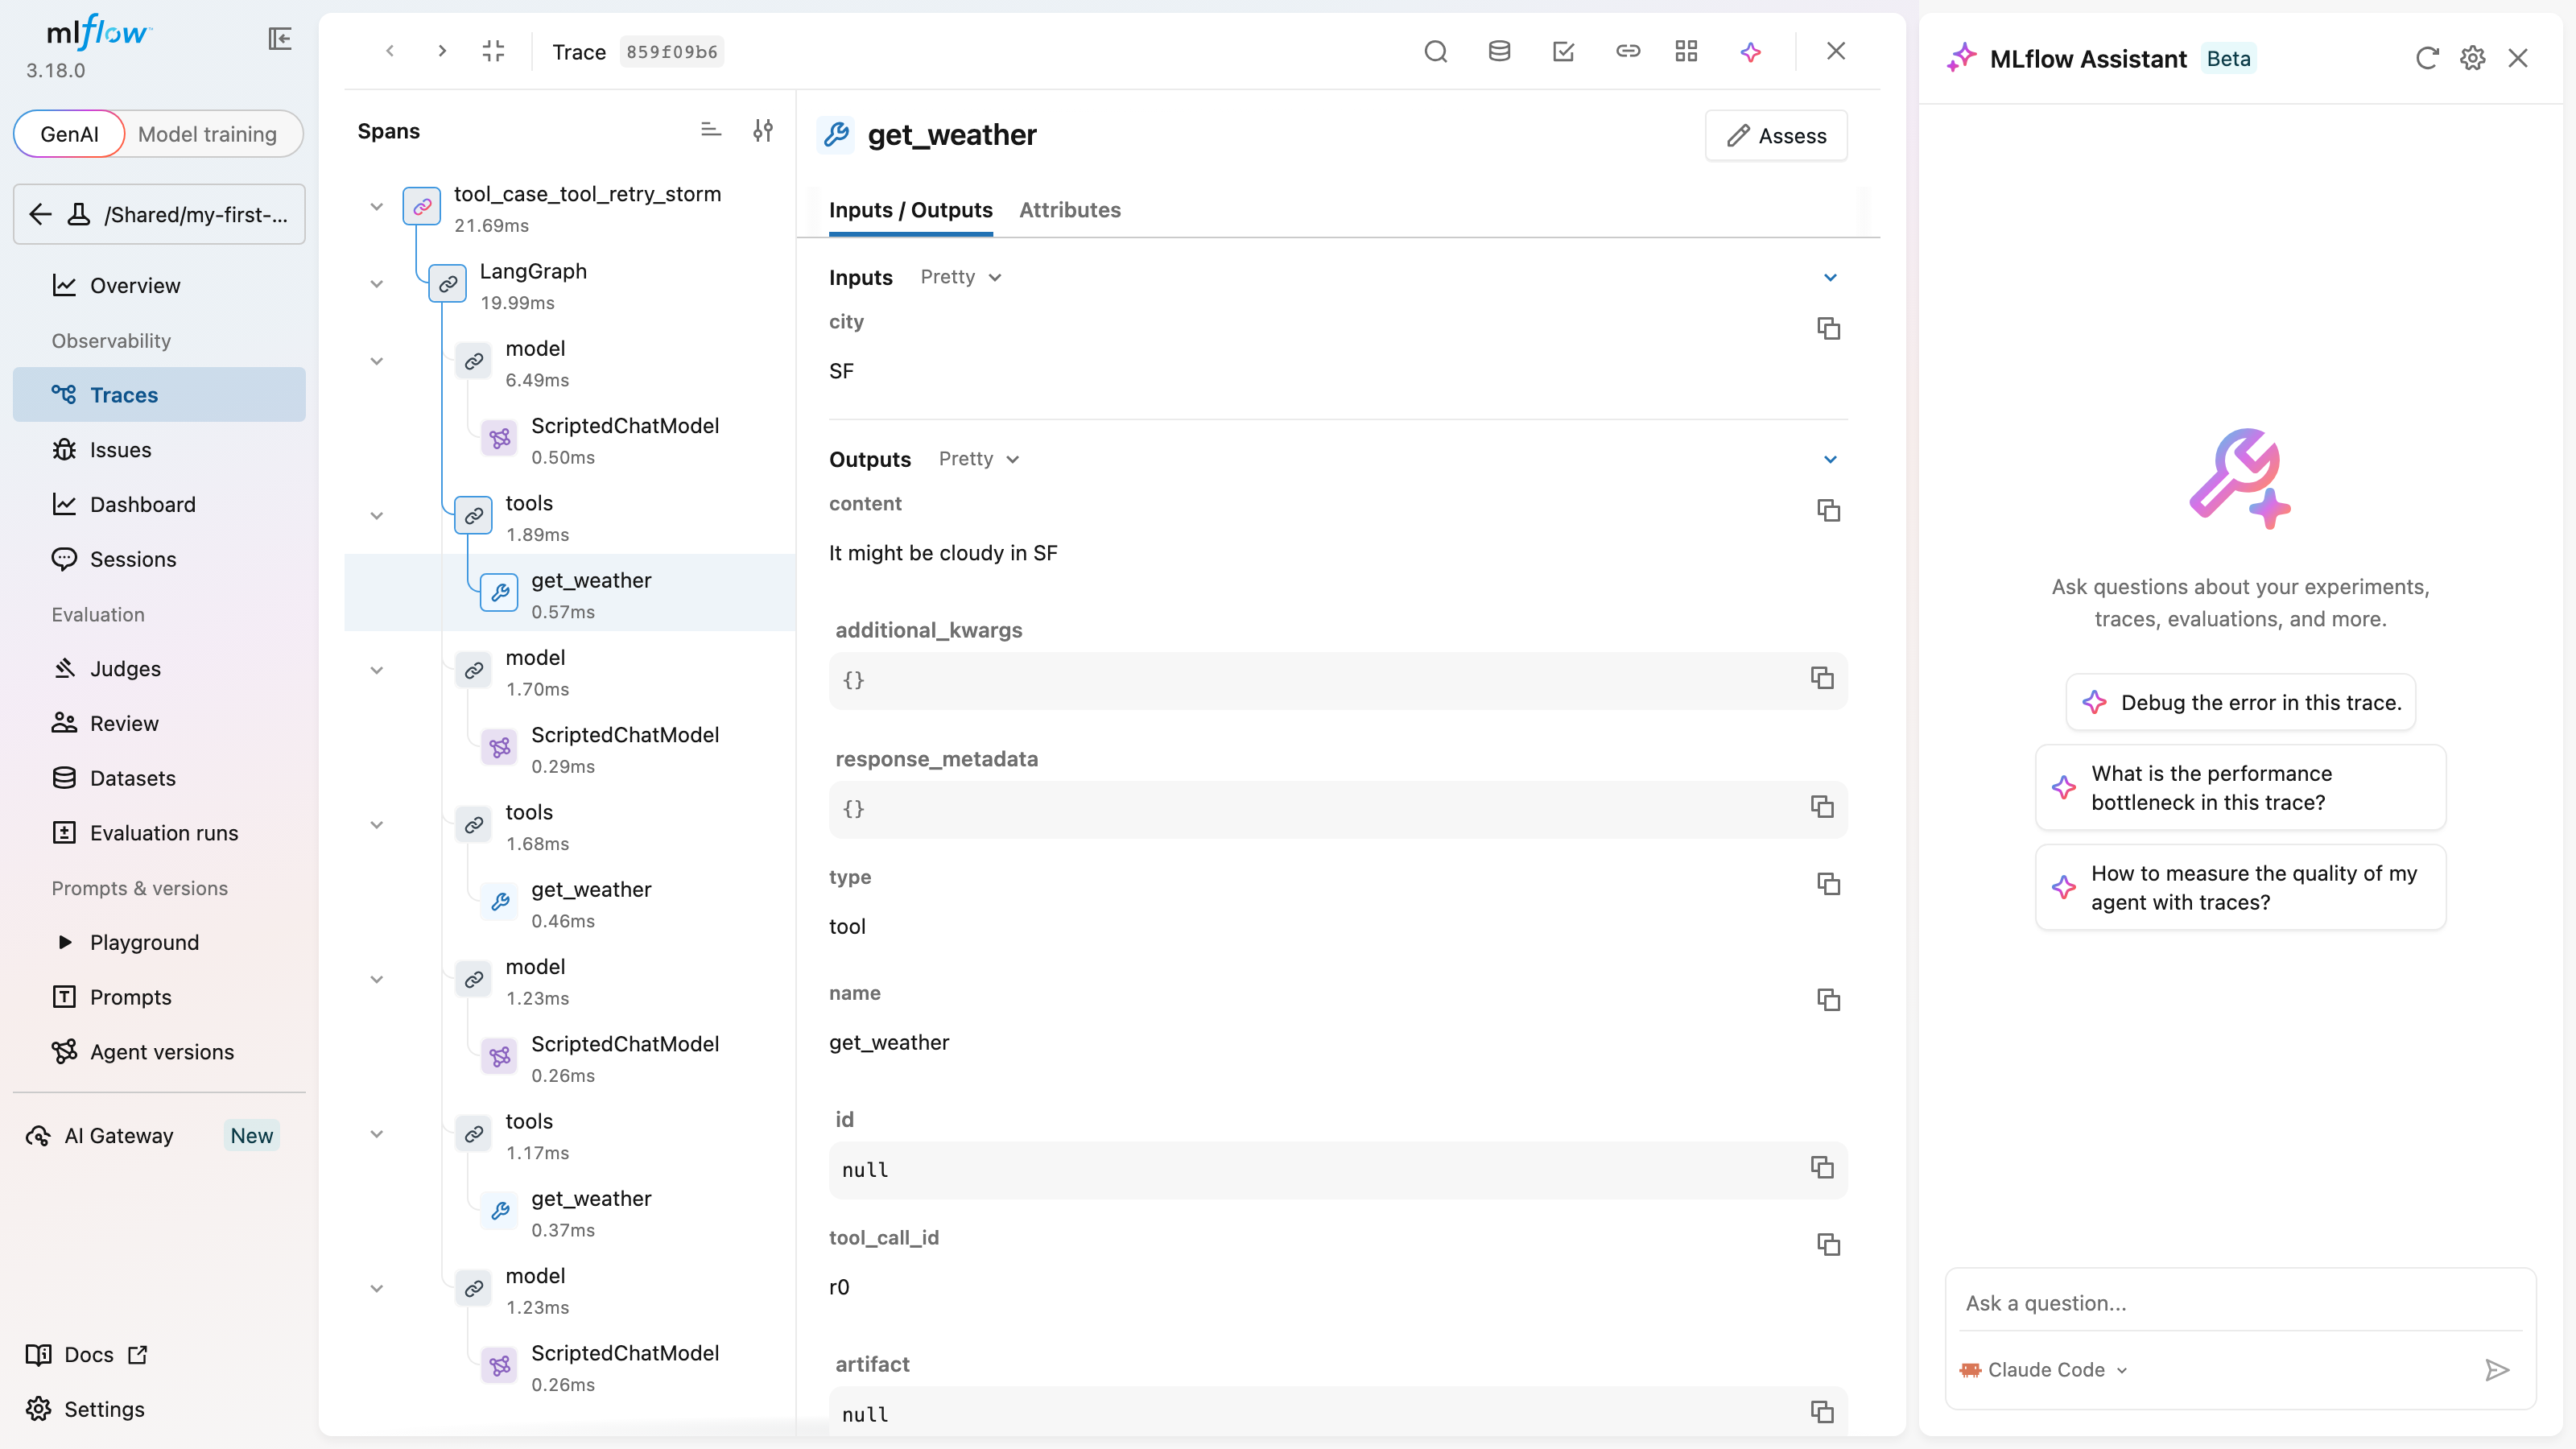 mlflow
3.18.0
GenAI
Model training
/Shared/my-first-...
Overview
Observability
Traces
Issues
Dashboard
Sessions
Evaluation
Judges
Review
Datasets
Evaluation runs
Prompts & versions
Playground
Prompts
Agent versions
AI Gateway
New
Docs
Settings
Trace
859f09b6
Spans
tool_case_tool_retry_storm
21.69ms
LangGraph
19.99ms
model
6.49ms
ScriptedChatModel
0.50ms
tools
1.89ms
get_weather
0.57ms
model
1.70ms
ScriptedChatModel
0.29ms
tools
1.68ms
get_weather
0.46ms
model
1.23ms
ScriptedChatModel
0.26ms
tools
1.17ms
get_weather
0.37ms
model
1.23ms
ScriptedChatModel
0.26ms
get_weather
Assess
Inputs / Outputs
Attributes
Inputs
Pretty
city
SF
Outputs
Pretty
content
It might be cloudy in SF
additional_kwargs
{}
response_metadata
{}
type
tool
name
get_weather
id
null
tool_call_id
r0
artifact
null
MLflow Assistant
Beta
Ask questions about your experiments,
traces, evaluations, and more.
Debug the error in this trace.
What is the performance
bottleneck in this trace?
How to measure the quality of my
agent with traces?
Ask a question...
Claude Code